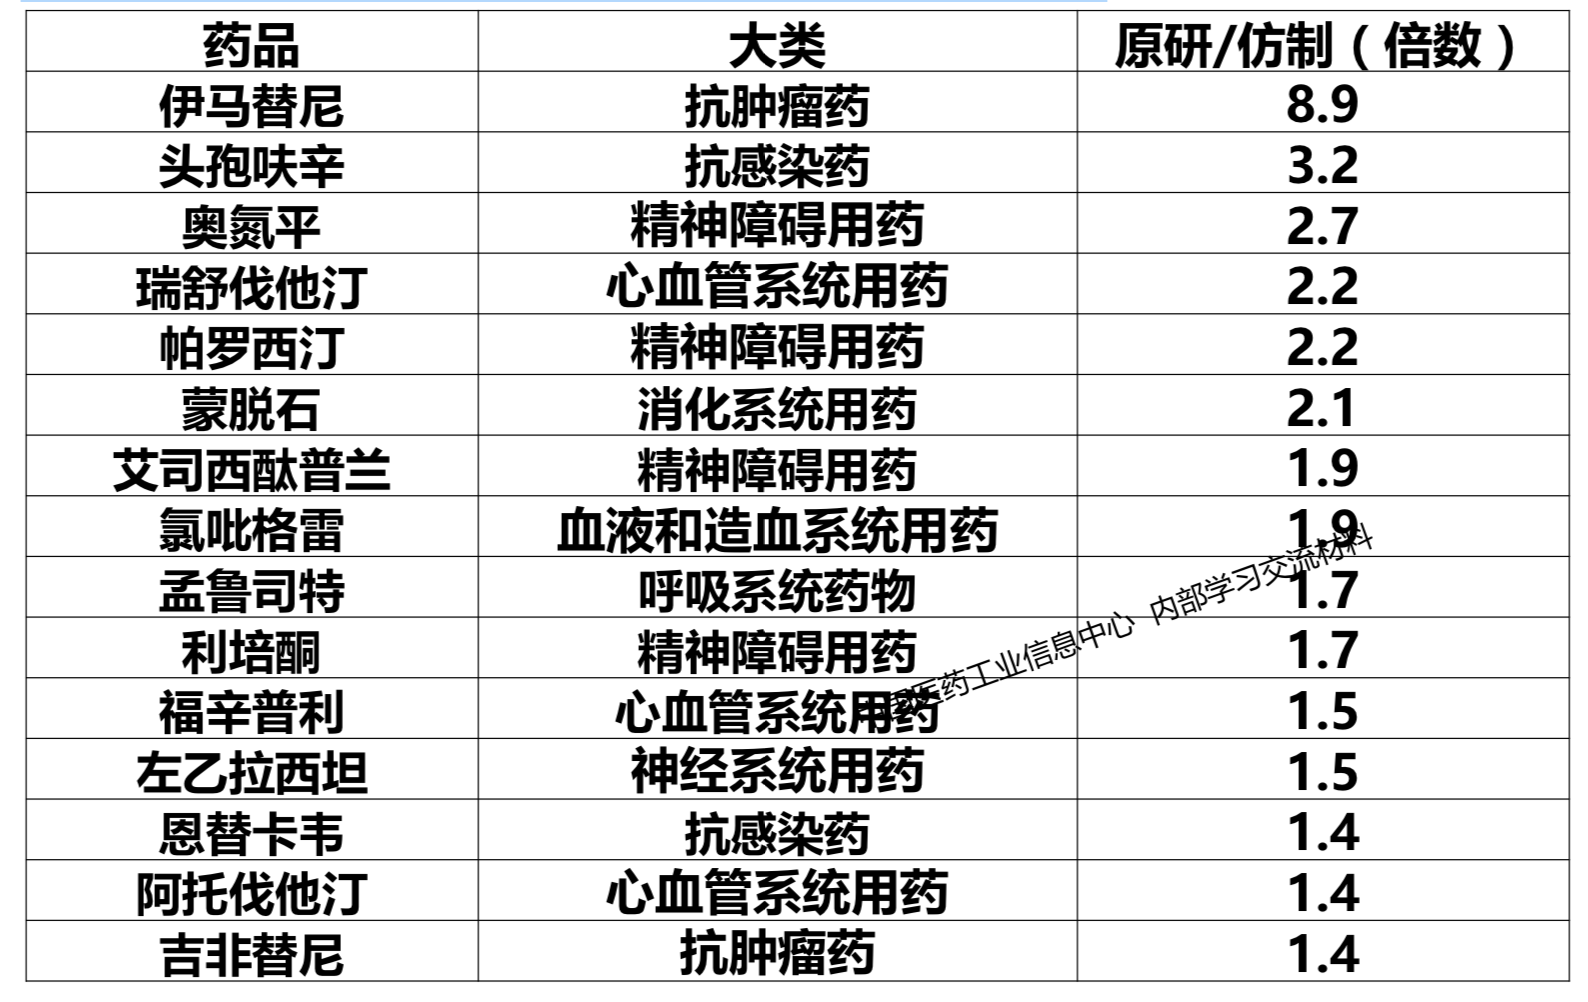 药品 大类 原研/仿制（倍数）
伊马替尼 抗肿瘤药 8.9
头孢呋辛 抗感染药 3.2
奥氮平 精神障碍用药 2.7
瑞舒伐他汀 心血管系统用药 2.2
帕罗西汀 精神障碍用药 2.2
蒙脱石 消化系统用药 2.1
艾司西酞普兰 精神障碍用药 1.9
氯吡格雷 血液和造血系统用药 1.9
孟鲁司特 呼吸系统药物 1.7
利培酮 精神障碍用药 1.7
福辛普利 心血管系统用药 1.5
左乙拉西坦 神经系统用药 1.5
恩替卡韦 抗感染药 1.4
阿托伐他汀 心血管系统用药 1.4
吉非替尼 抗肿瘤药 1.4
国医药工业信息中心 内部学习交流材料